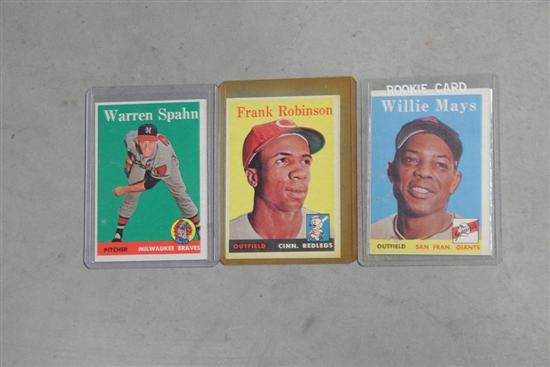 Warren Spahn
PITCHER MILWAUKEE BRAVES
Frank Robinson
OUTFIELD CINN. REDLEGS
ROOKIE CARD
Willie Mays
OUTFIELD SAN FRAN. GIANTS